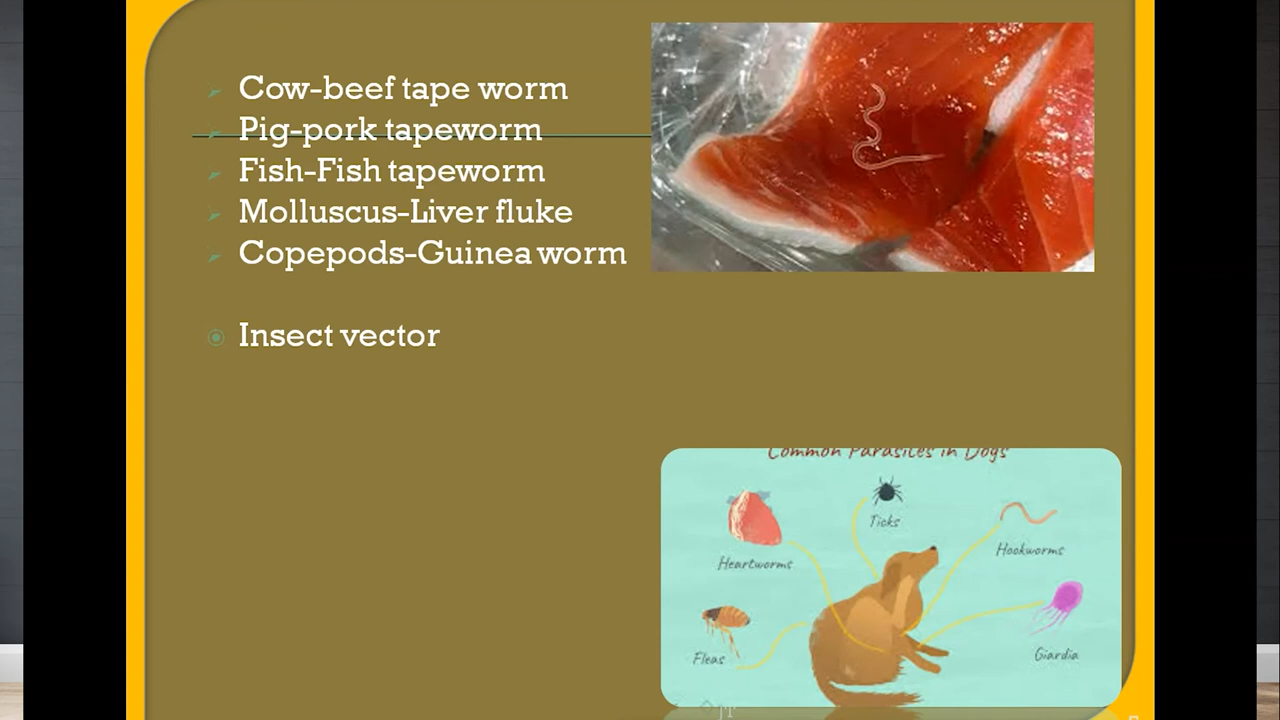 Cow-beef tape worm
Pig-pork tapeworm
Fish-Fish tapeworm
Molluscus-Liver fluke
Copepods-Guinea worm
Insect vector
Common Parasites in Dogs
Ticks
Heartworms
Hookworms
Fleas
Giardia